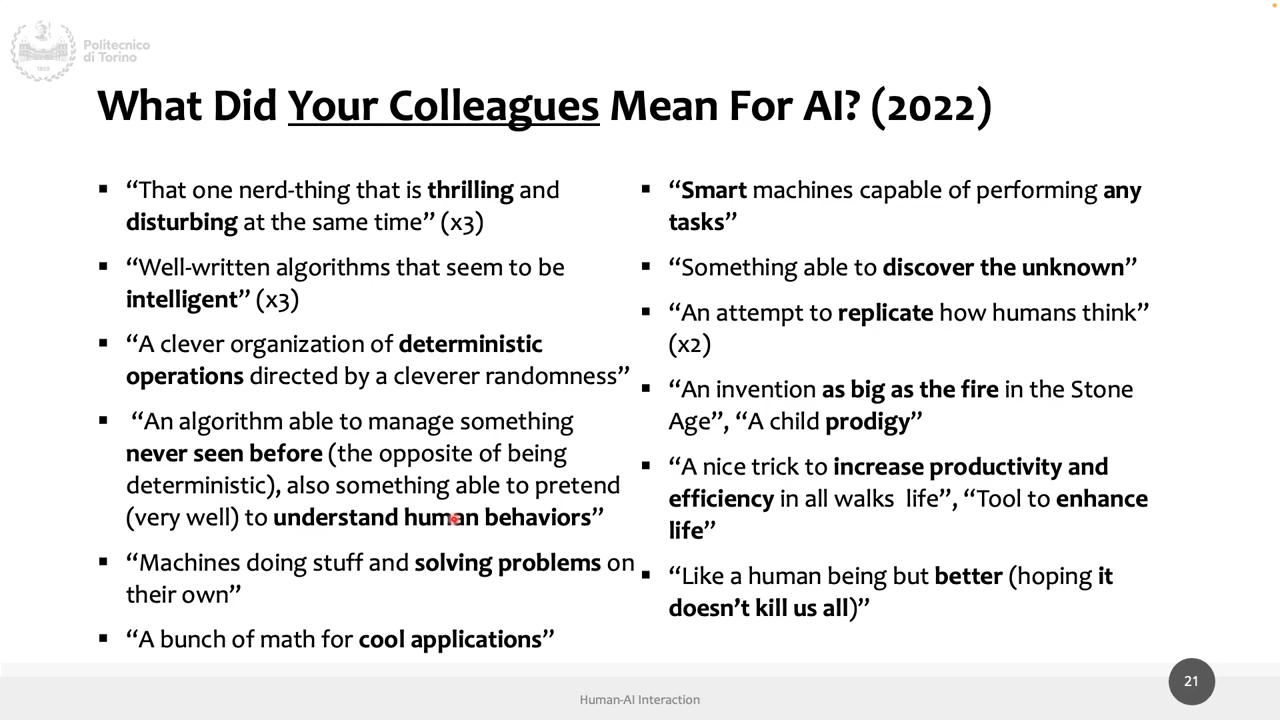 Politecnico
di Torino
1859
What Did Your Colleagues Mean For AI? (2022)
▪ “That one nerd-thing that is thrilling and
disturbing at the same time” (x3)
▪ “Well-written algorithms that seem to be
intelligent” (x3)
▪ “A clever organization of deterministic
operations directed by a cleverer randomness”
▪ “An algorithm able to manage something
never seen before (the opposite of being
deterministic), also something able to pretend
(very well) to understand human behaviors”
▪ “Machines doing stuff and solving problems on
their own”
▪ “A bunch of math for cool applications”
▪ “Smart machines capable of performing any
tasks”
▪ “Something able to discover the unknown”
▪ “An attempt to replicate how humans think”
(x2)
▪ “An invention as big as the fire in the Stone
Age”, “A child prodigy”
▪ “A nice trick to increase productivity and
efficiency in all walks life”, “Tool to enhance
life”
▪ “Like a human being but better (hoping it
doesn’t kill us all)”
Human-AI Interaction
21